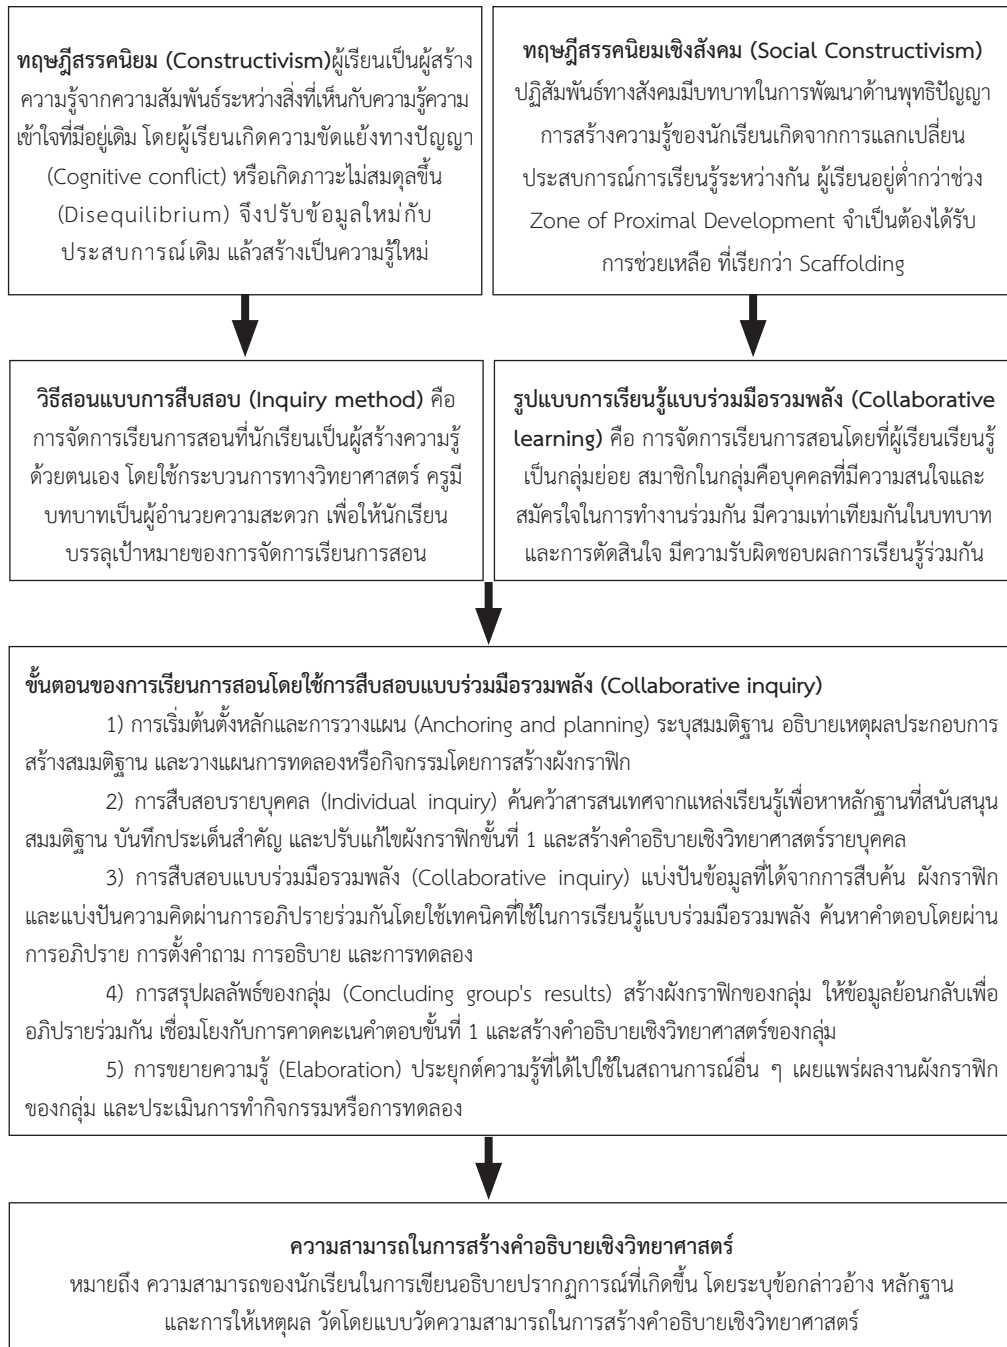 ทฤษฎีสรรคนิยม (Constructivism)ผู้เรียนเป็นผู้สร้าง
ความรู้จากความสัมพันธ์ระหว่างสิ่งที่เห็นกับความรู้ความ
เข้าใจที่มีอยู่เดิม โดยผู้เรียนเกิดความขัดแย้งทางปัญญา
(Cognitive conflict) หรือเกิดภาวะไม่สมดุลขึ้น
(Disequilibrium) จึงปรับข้อมูลใหม่กับ
ประสบการณ์เดิม แล้วสร้างเป็นความรู้ใหม่
ทฤษฎีสรรคนิยมเชิงสังคม (Social Constructivism)
ปฏิสัมพันธ์ทางสังคมมีบทบาทในการพัฒนาด้านพุทธิปัญญา
การสร้างความรู้ของนักเรียนเกิดจากการแลกเปลี่ยน
ประสบการณ์การเรียนรู้ระหว่างกัน ผู้เรียนอยู่ต่ำกว่าช่วง
Zone of Proximal Development จำเป็นต้องได้รับ
การช่วยเหลือ ที่เรียกว่า Scaffolding
วิธีสอนแบบการสืบสอบ (Inquiry method) คือ
การจัดการเรียนการสอนที่นักเรียนเป็นผู้สร้างความรู้
ด้วยตนเอง โดยใช้กระบวนการทางวิทยาศาสตร์ ครูมี
บทบาทเป็นผู้อำนวยความสะดวก เพื่อให้นักเรียน
บรรลุเป้าหมายของการจัดการเรียนการสอน
รูปแบบการเรียนรู้แบบร่วมมือรวมพลัง (Collaborative
learning) คือ การจัดการเรียนการสอนโดยที่ผู้เรียนเรียนรู้
เป็นกลุ่มย่อย สมาชิกในกลุ่มคือบุคคลที่มีความสนใจและ
สมัครใจในการทำงานร่วมกัน มีความเท่าเทียมกันในบทบาท
และการตัดสินใจ มีความรับผิดชอบผลการเรียนรู้ร่วมกัน
ขั้นตอนของการเรียนการสอนโดยใช้การสืบสอบแบบร่วมมือรวมพลัง (Collaborative inquiry)
1) การเริ่มต้นตั้งหลักและการวางแผน (Anchoring and planning) ระบุสมมติฐาน อธิบายเหตุผลประกอบการ
สร้างสมมติฐาน และวางแผนการทดลองหรือกิจกรรมโดยการสร้างผังกราฟิก
2) การสืบสอบรายบุคคล (Individual inquiry) ค้นคว้าสารสนเทศจากแหล่งเรียนรู้เพื่อหาหลักฐานที่สนับสนุน
สมมติฐาน บันทึกประเด็นสำคัญ และปรับแก้ไขผังกราฟิกขั้นที่ 1 และสร้างคำอธิบายเชิงวิทยาศาสตร์รายบุคคล
3) การสืบสอบแบบร่วมมือรวมพลัง (Collaborative inquiry) แบ่งปันข้อมูลที่ได้จากการสืบค้น ผังกราฟิก
และแบ่งปันความคิดผ่านการอภิปรายร่วมกันโดยใช้เทคนิคที่ใช้ในการเรียนรู้แบบร่วมมือรวมพลัง ค้นหาคำตอบโดยผ่าน
การอภิปราย การตั้งคำถาม การอธิบาย และการทดลอง
4) การสรุปผลลัพธ์ของกลุ่ม (Concluding group's results) สร้างผังกราฟิกของกลุ่ม ให้ข้อมูลย้อนกลับเพื่อ
อภิปรายร่วมกัน เชื่อมโยงกับการคาดคะเนคำตอบขั้นที่ 1 และสร้างคำอธิบายเชิงวิทยาศาสตร์ของกลุ่ม
5) การขยายความรู้ (Elaboration) ประยุกต์ความรู้ที่ได้ไปใช้ในสถานการณ์อื่น ๆ เผยแพร่ผลงานผังกราฟิก
ของกลุ่ม และประเมินการทำกิจกรรมหรือการทดลอง
ความสามารถในการสร้างคำอธิบายเชิงวิทยาศาสตร์
หมายถึง ความสามารถของนักเรียนในการเขียนอธิบายปรากฏการณ์ที่เกิดขึ้น โดยระบุข้อกล่าวอ้าง หลักฐาน
และการให้เหตุผล วัดโดยแบบวัดความสามารถในการสร้างคำอธิบายเชิงวิทยาศาสตร์